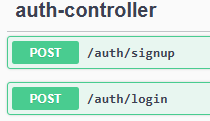 auth-controller
POST /auth/signup
POST /auth/login